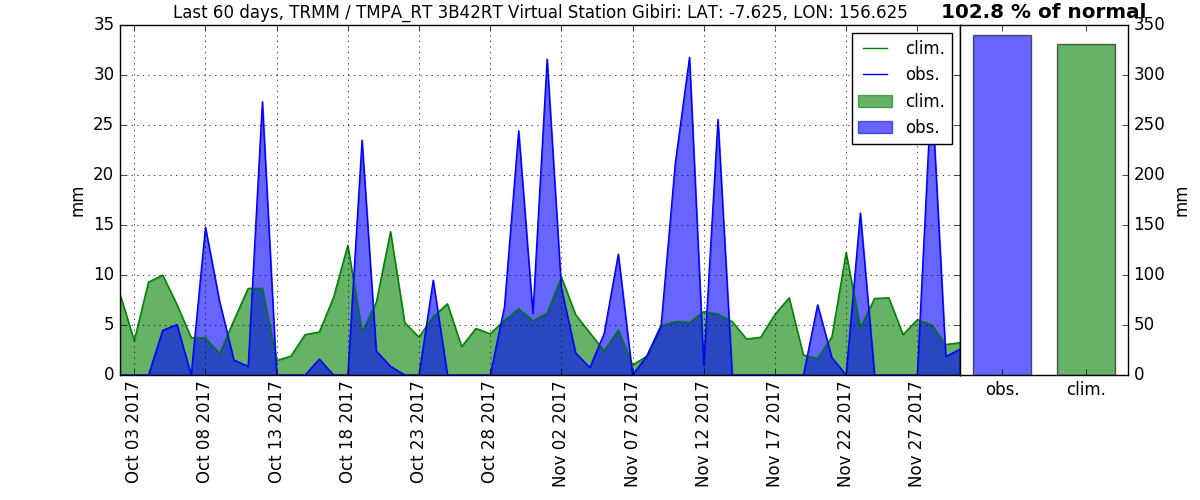 Last 60 days, TRMM / TMPA_RT 3B42RT Virtual Station Gibiri: LAT: -7.625, LON: 156.625
102.8 % of normal
35
30
25
20
15
10
5
0
mm
clim.
obs.
clim.
obs.
350
300
250
200
150
100
50
0
mm
obs.
clim.
Oct 03 2017
Oct 08 2017
Oct 13 2017
Oct 18 2017
Oct 23 2017
Oct 28 2017
Nov 02 2017
Nov 07 2017
Nov 12 2017
Nov 17 2017
Nov 22 2017
Nov 27 2017